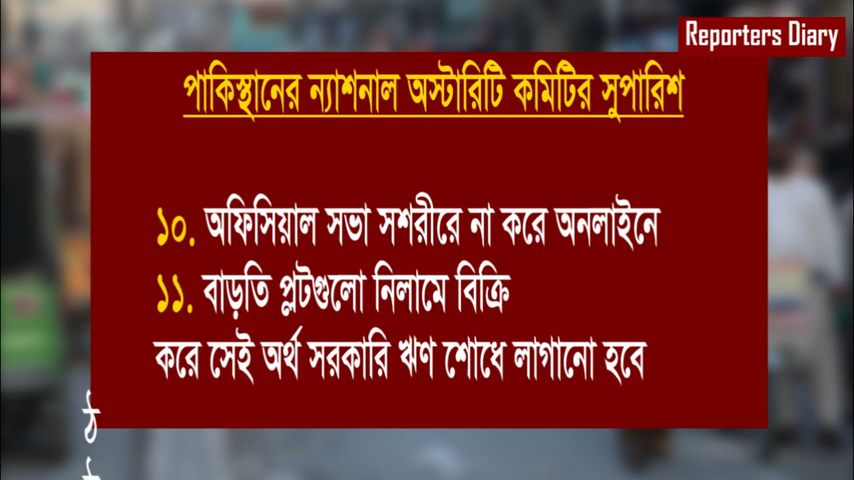 Reporters Diary
পাকিস্থানের ন্যাশনাল অস্টারিটি কমিটির সুপারিশ
১০. অফিসিয়াল সভা সশরীরে না করে অনলাইনে
১১. বাড়তি প্লটগুলো নিলামে বিক্রি
করে সেই অর্থ সরকারি ঋণ শোধে লাগানো হবে